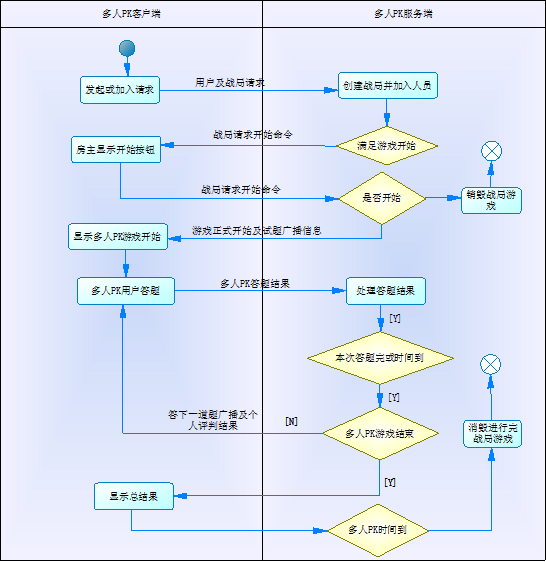 多人PK客户端
多人PK服务端
发起或加入请求
用户及战局请求
创建战局并加入人员
战局请求开始命令
满足游戏开始
房主显示开始按钮
战局请求开始命令
是否开始
销毁战局游
戏
显示多人PK游戏开始
游戏正式开始及试题广播信息
多人PK用户答题
多人PK答题结果
处理答题结果
[Y]
本次答题完或时间到
[Y]
答下一道题广播及个
人评判结果
[N]
多人PK游戏结束
消毁进行完
战局游戏
[Y]
显示总结果
多人PK时间到